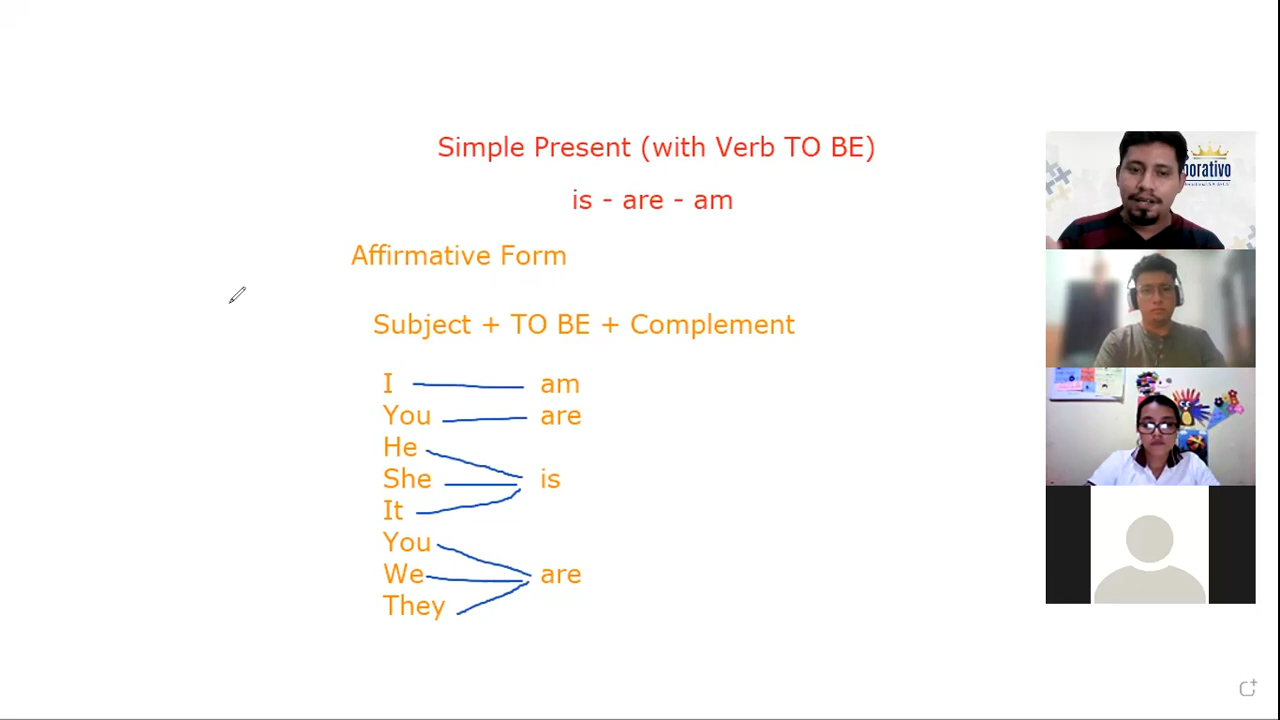 Simple Present (with Verb TO BE)
is - are - am
Affirmative Form
Subject + TO BE + Complement
I am
You are
He
She is
It
You
We are
They
porativo